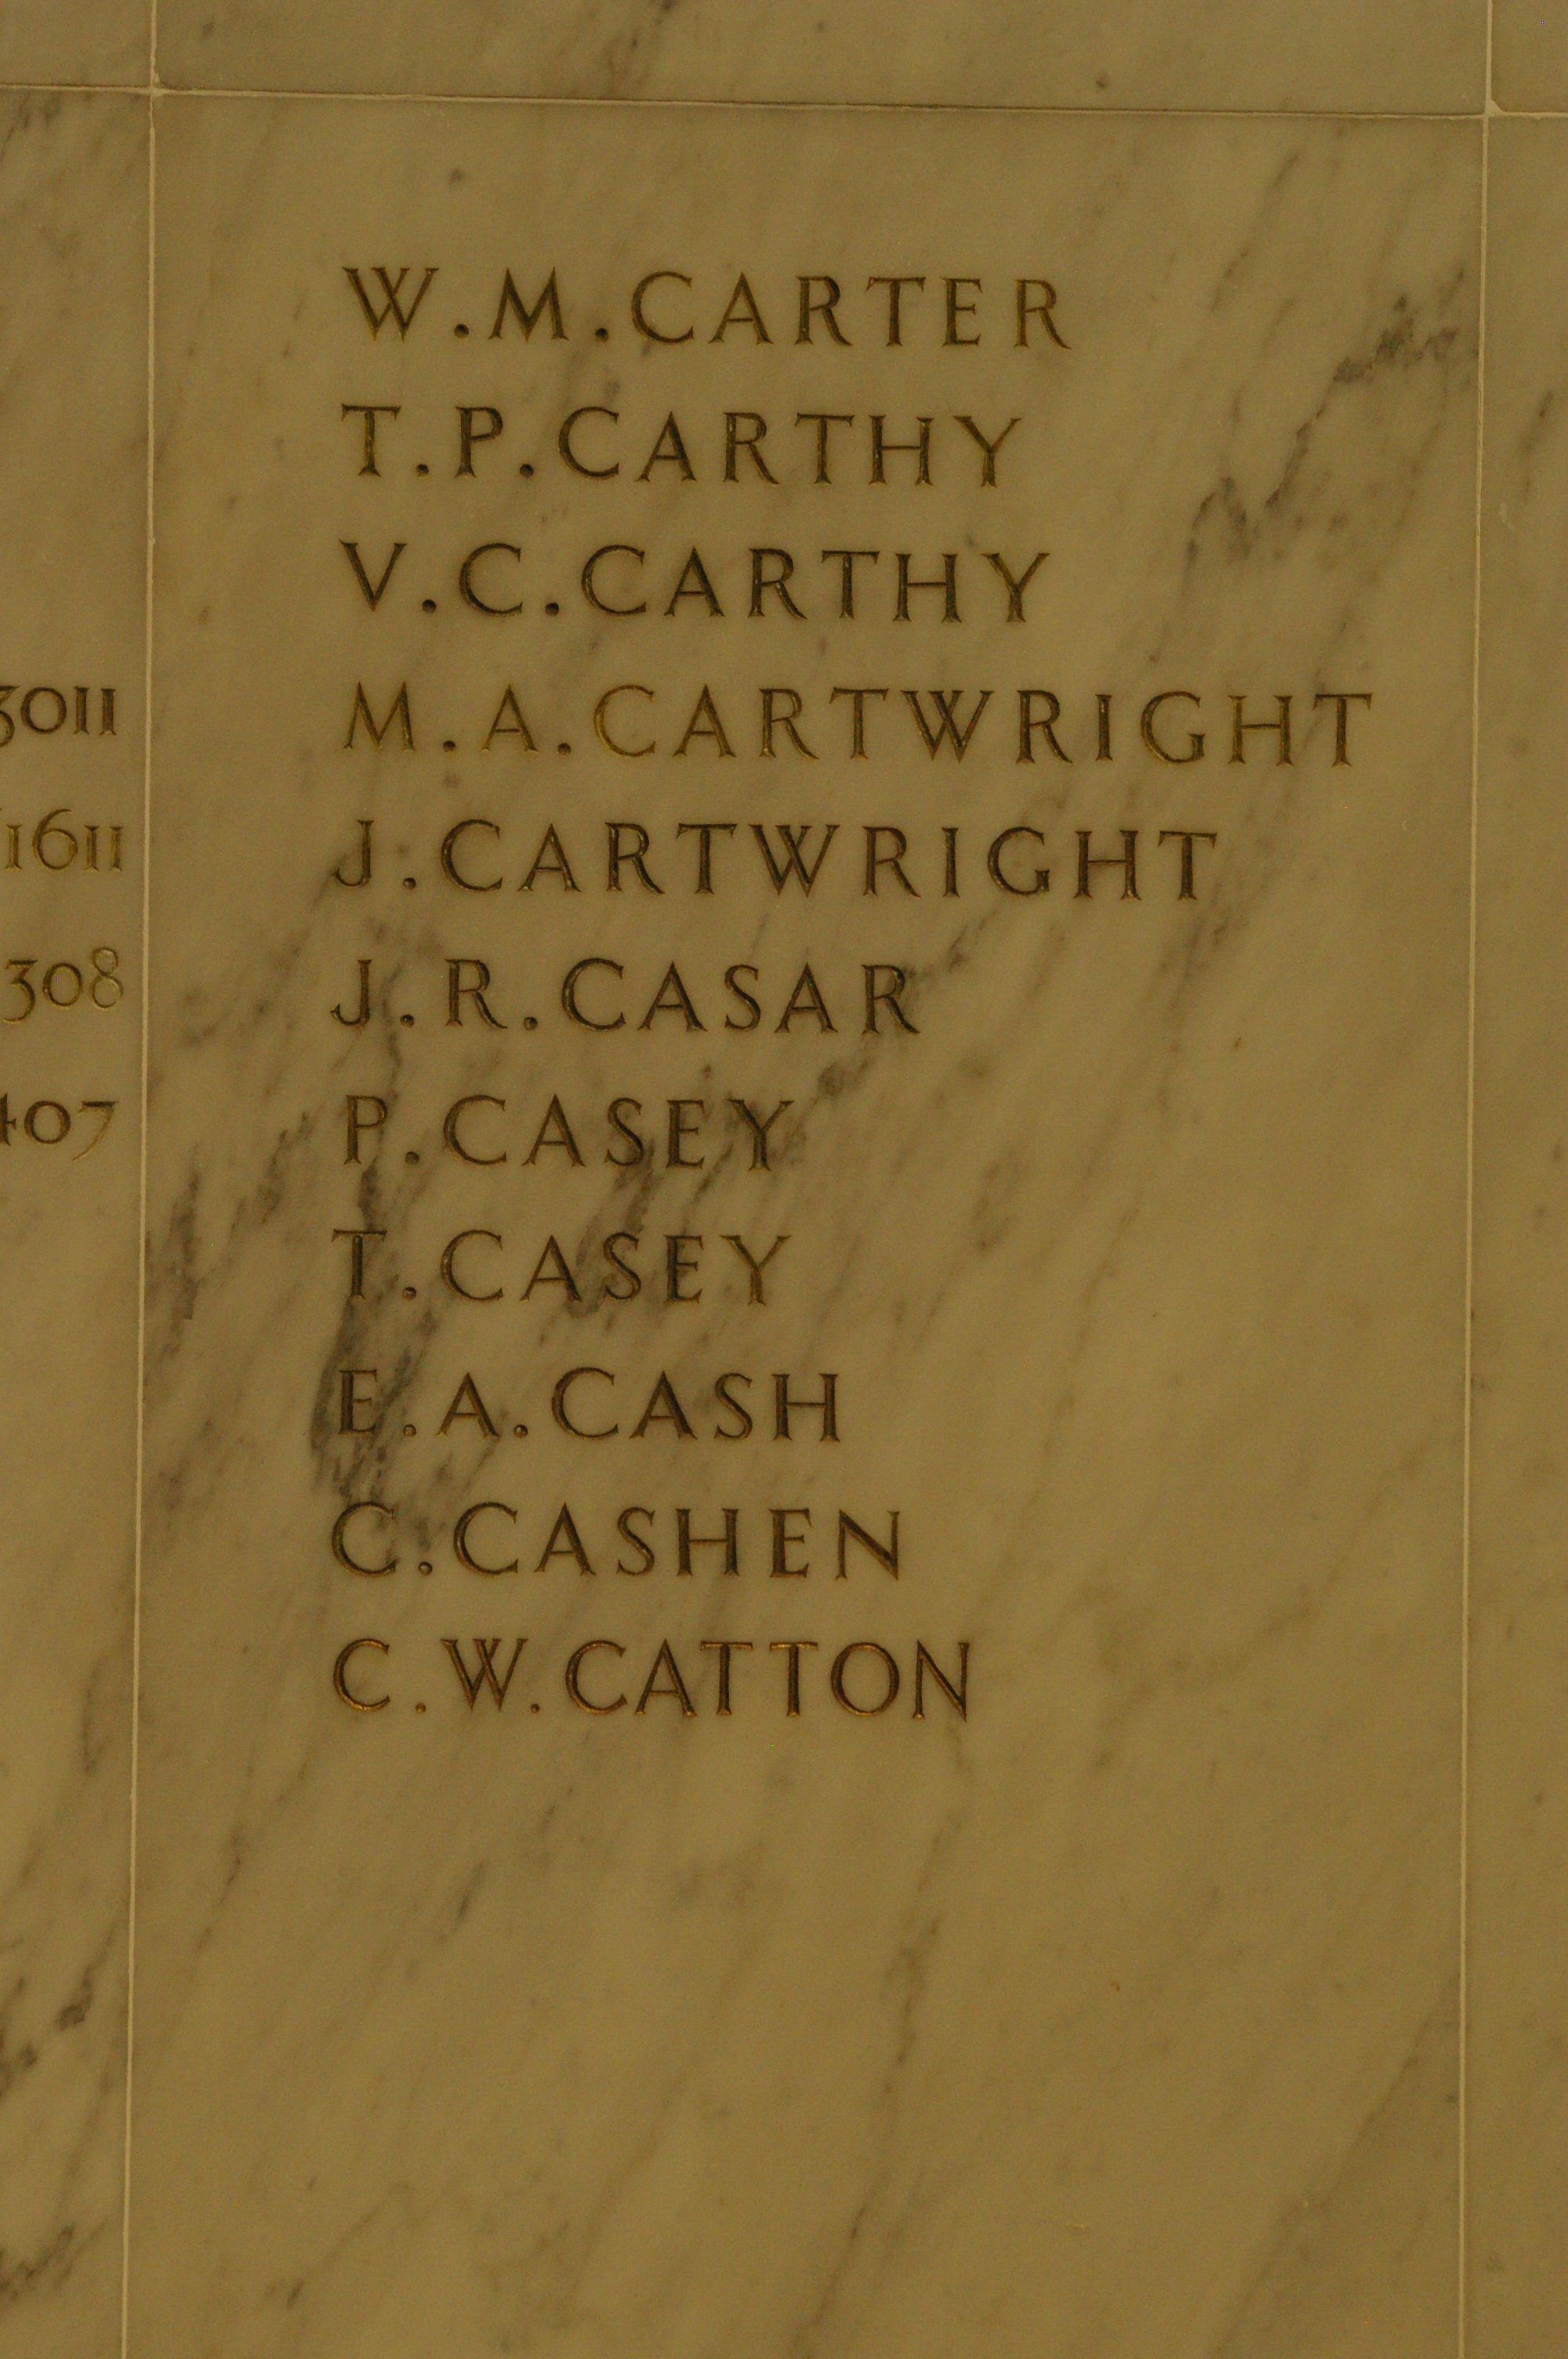 W.M.CARTER
T.P.CARTHY
V.C.CARTHY
M.A.CARTWRIGHT
J.CARTWRIGHT
J.R.CASAR
P.CASEY
T.CASEY
E.A.CASH
C.CASHEN
C.W.CATTON
3011
1611
308
407